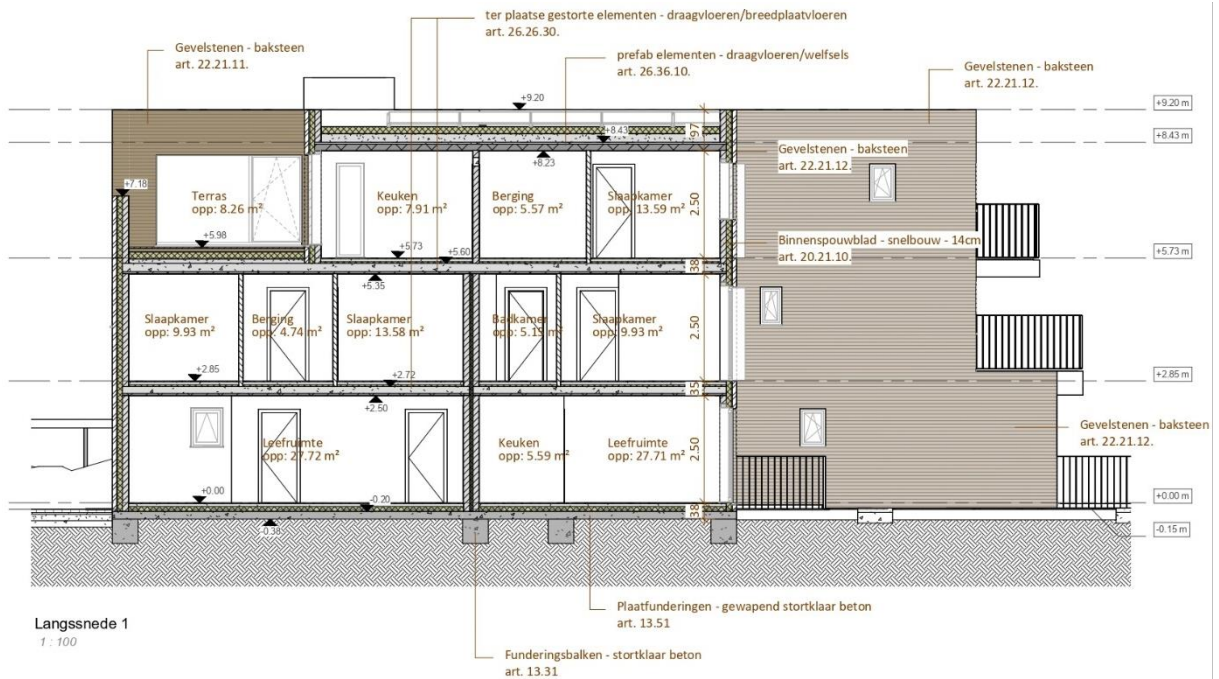 ter plaatse gestorte elementen - draagvloeren/breedplaatvloeren
art. 26.26.30.
Gevelstenen - baksteen
art. 22.21.11.
prefab elementen - draagvloeren/welfsels
art. 26.36.10.
Gevelstenen - baksteen
art. 22.21.12.
+9.20
+9.20 m
97
+8.43
+8.43 m
Gevelstenen - baksteen
art. 22.21.12.
+8.23
+7.18
Terras
opp: 8.26 m²
Keuken
opp: 7.91 m²
Berging
opp: 5.57 m²
Slaapkamer
opp: 13.59 m²
2.50
+5.98
+5.73
+5.60
Binnenspouwblad - snelbouw - 14cm
art. 20.21.10.
+5.73 m
38
+5.35
Slaapkamer
opp: 9.93 m²
Berging
opp: 4.74 m²
Slaapkamer
opp: 13.58 m²
Badkamer
opp: 5.15 m²
Slaapkamer
opp: 9.93 m²
2.50
+2.85
+2.72
+2.85 m
35
+2.50
Gevelstenen - baksteen
art. 22.21.12.
Leefruimte
opp: 27.72 m²
Keuken
opp: 5.59 m²
Leefruimte
opp: 27.71 m²
2.50
+0.00
-0.20
+0.00 m
38
-0.38
-0.15 m
Plaatfunderingen - gewapend stortklaar beton
art. 13.51
Langssnede 1
1 : 100
Funderingsbalken - stortklaar beton
art. 13.31